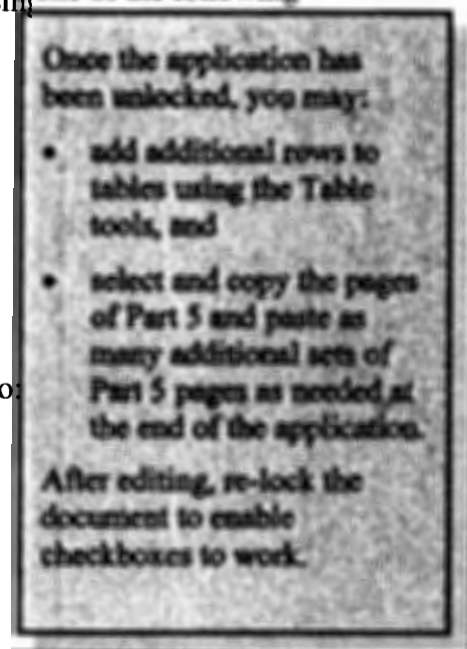 Once the application has
been unlocked, you may:
• add additional rows to
tables using the Table
tools, and
• select and copy the pages
of Part 5 and paste as
many additional sets of
Part 5 pages as needed at
the end of the application.
After editing, re-lock the
document to enable
checkboxes to work.